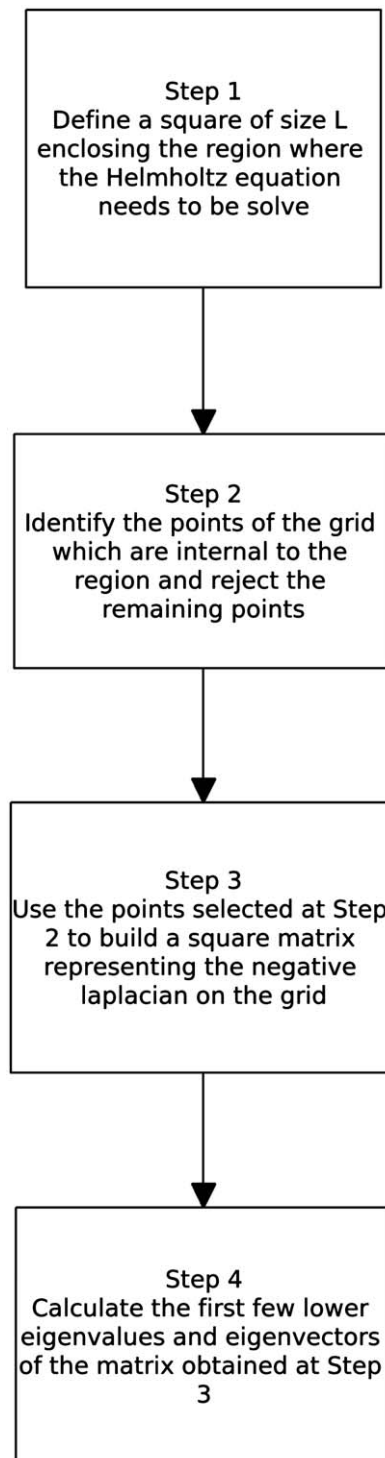 Step 1
Define a square of size L
enclosing the region where
the Helmholtz equation
needs to be solve
Step 2
Identify the points of the grid
which are internal to the
region and reject the
remaining points
Step 3
Use the points selected at Step
2 to build a square matrix
representing the negative
laplacian on the grid
Step 4
Calculate the first few lower
eigenvalues and eigenvectors
of the matrix obtained at Step
3